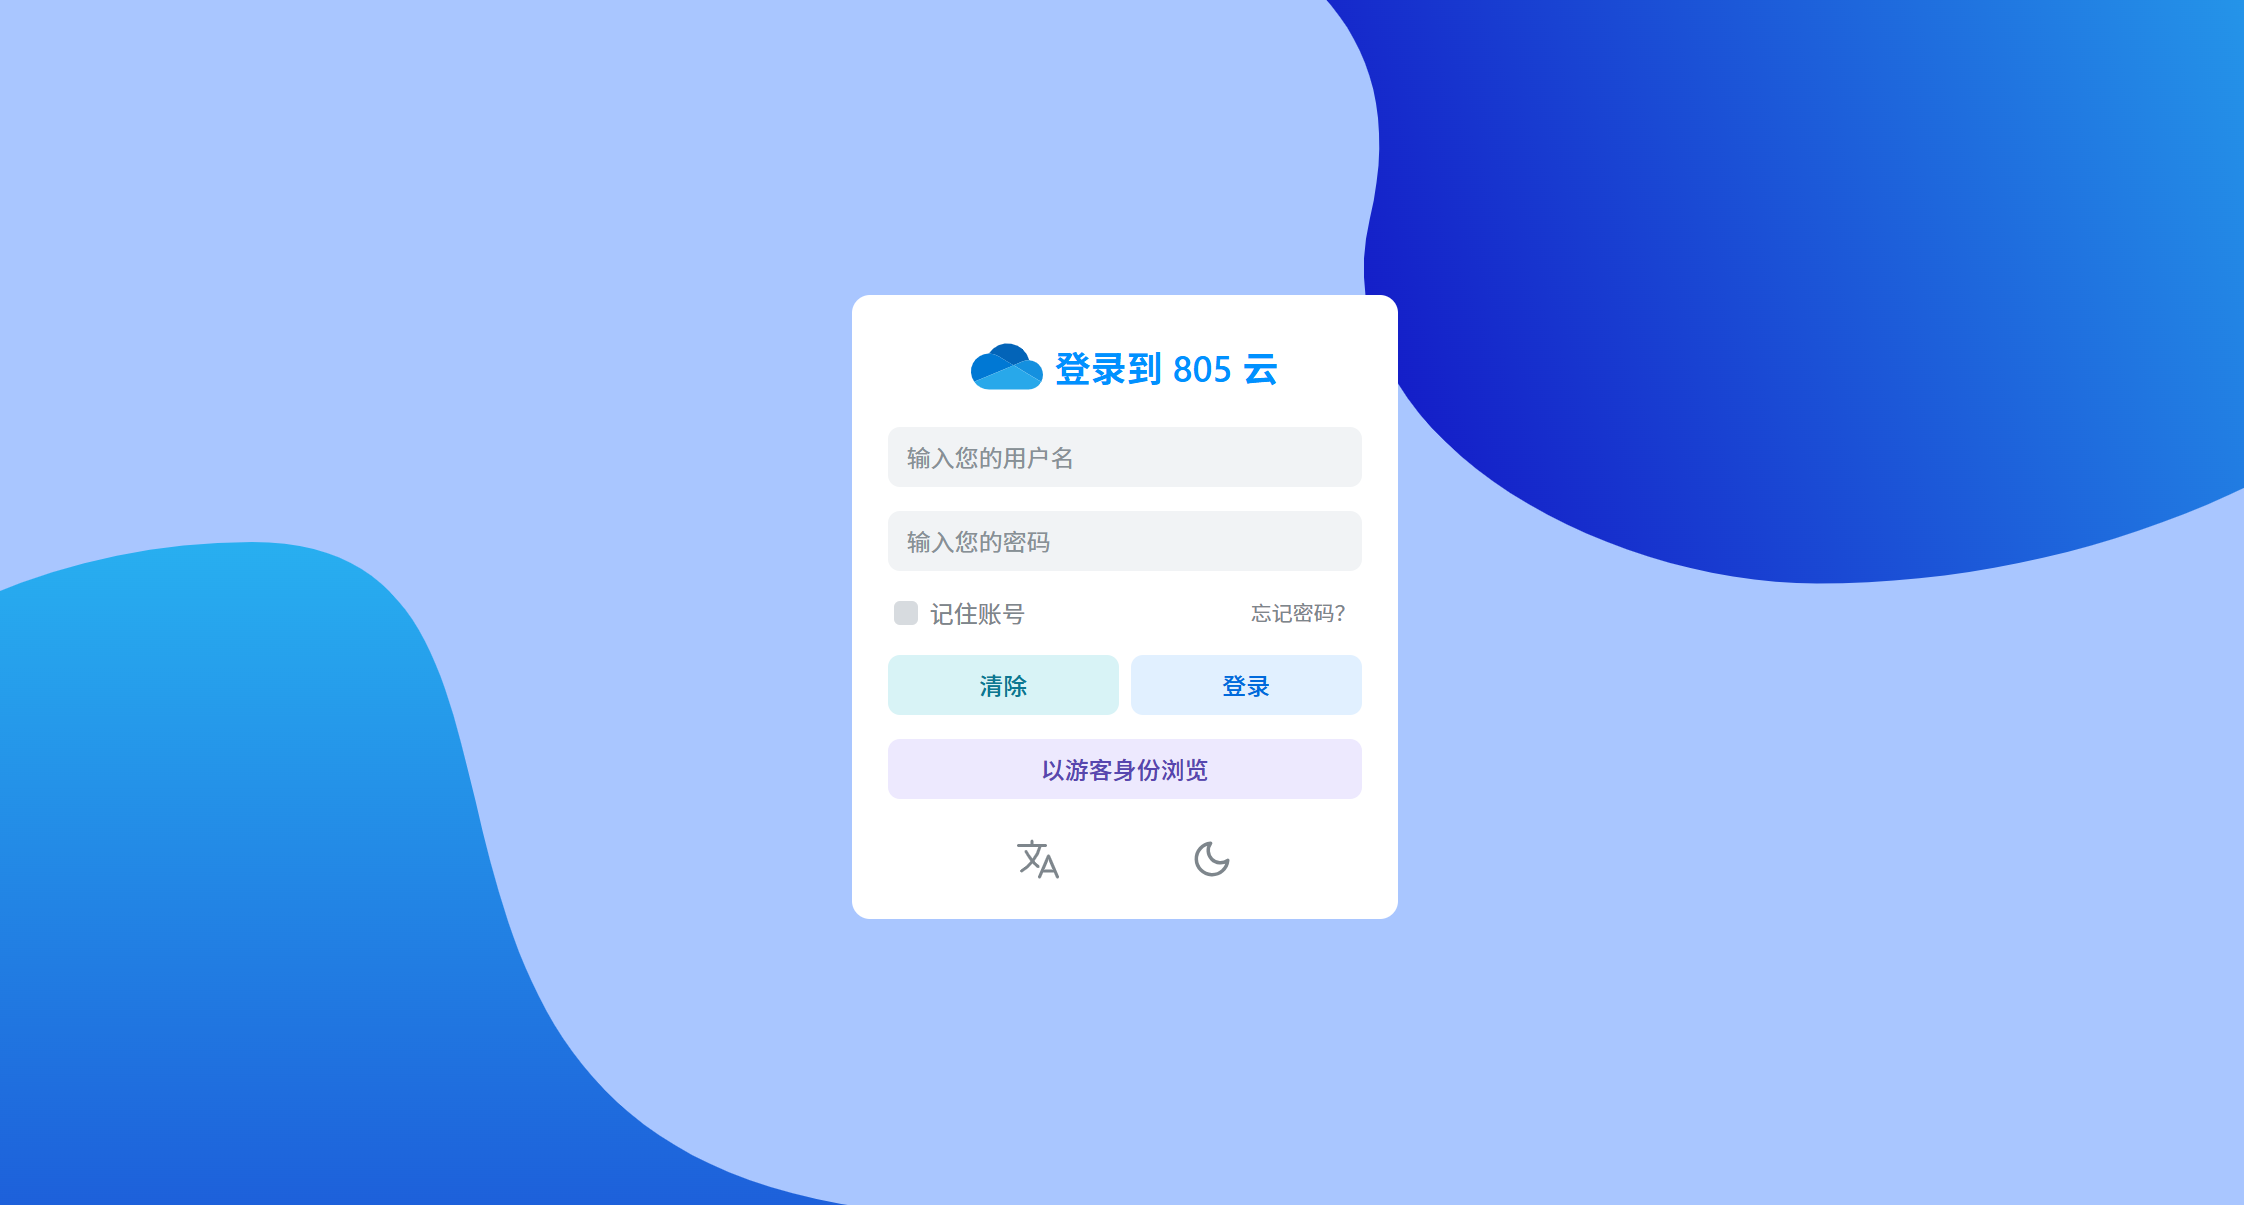 登录到 805 云
输入您的用户名
输入您的密码
记住账号 忘记密码?
清除 登录
以游客身份浏览